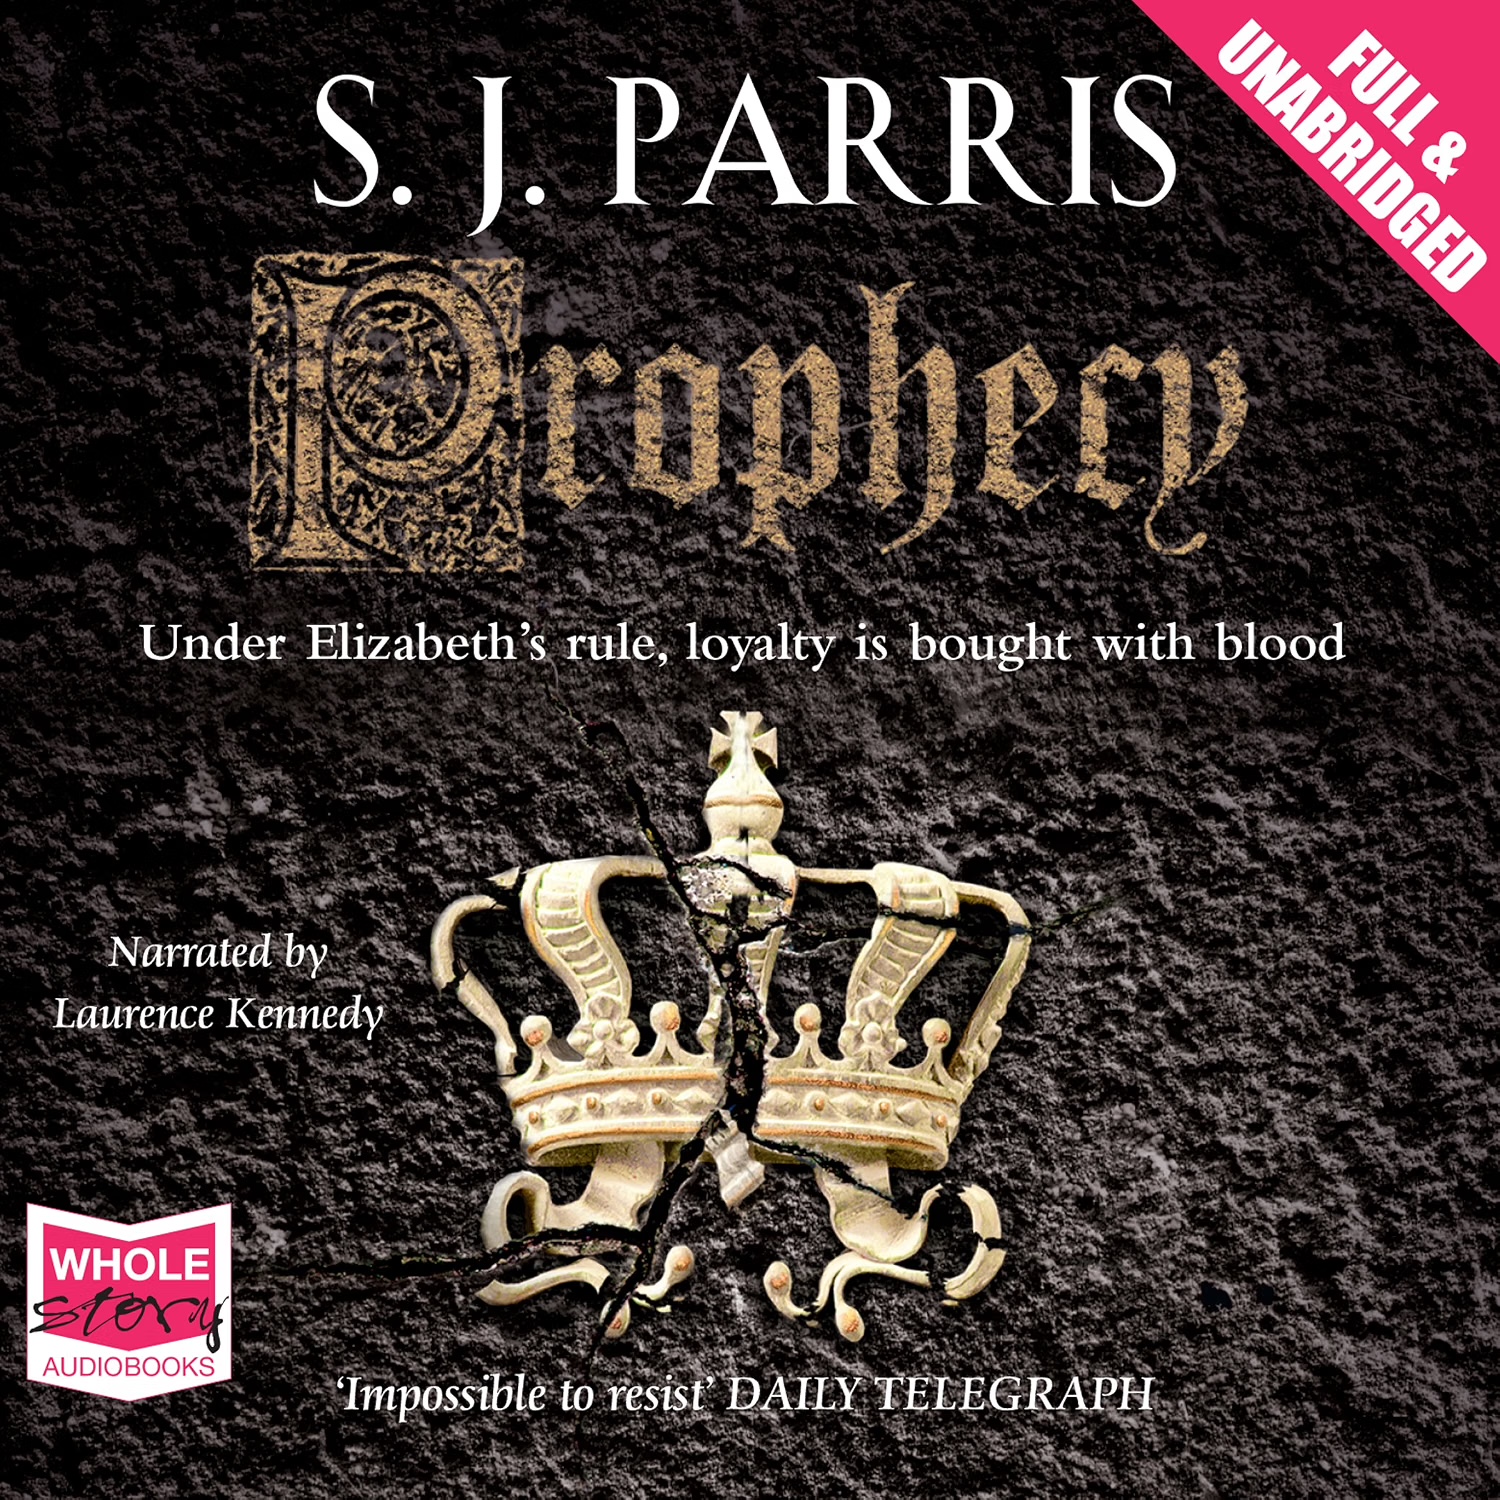 S. J. PARRIS
FULL &
UNABRIDGED
Prophecy
Under Elizabeth's rule, loyalty is bought with blood
Narrated by
Laurence Kennedy
WHOLE
story
AUDIOBOOKS
'Impossible to resist' DAILY TELEGRAPH